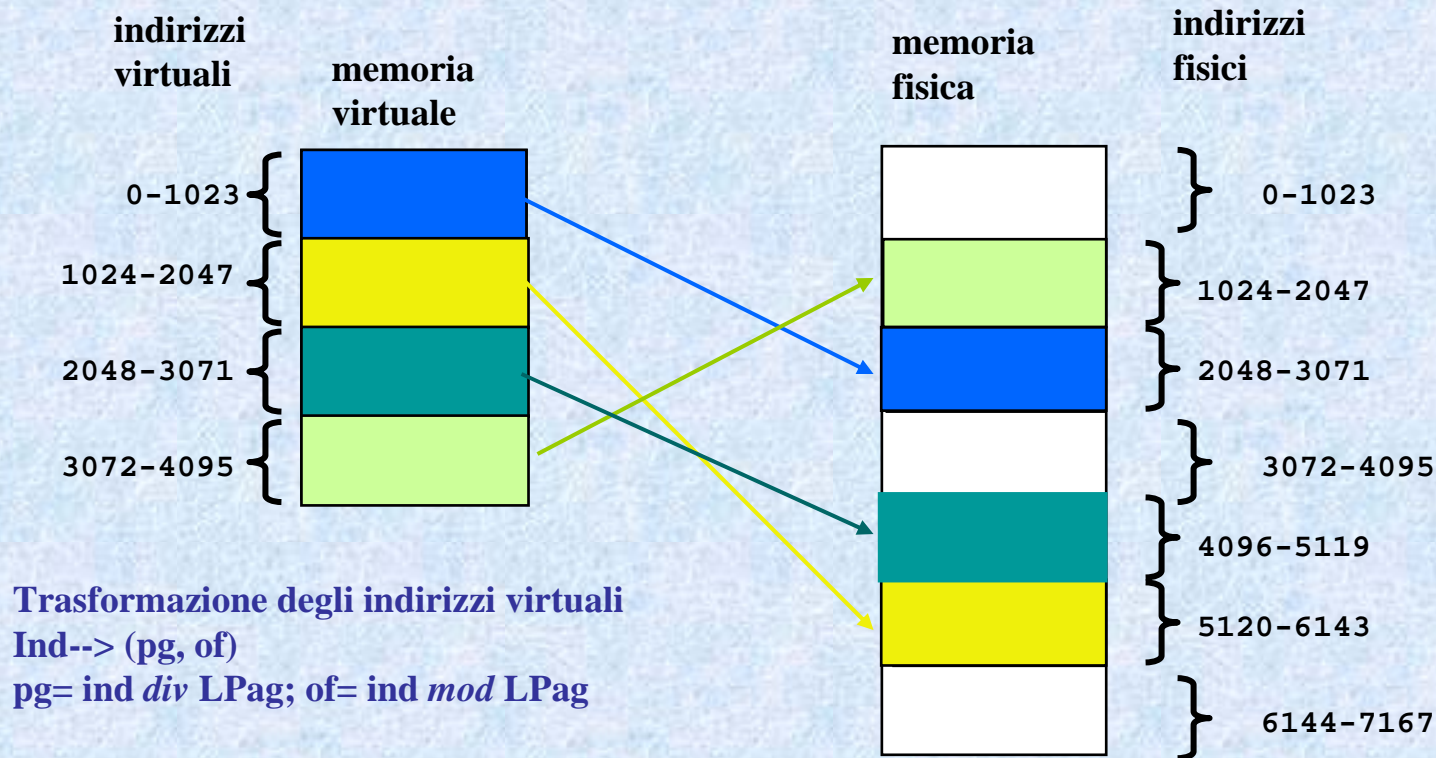 indirizzi
virtuali
memoria
virtuale
0-1023
1024-2047
2048-3071
3072-4095
memoria
fisica
indirizzi
fisici
0-1023
1024-2047
2048-3071
3072-4095
4096-5119
5120-6143
6144-7167
Trasformazione degli indirizzi virtuali
Ind--> (pg, of)
pg= ind div LPag; of= ind mod LPag